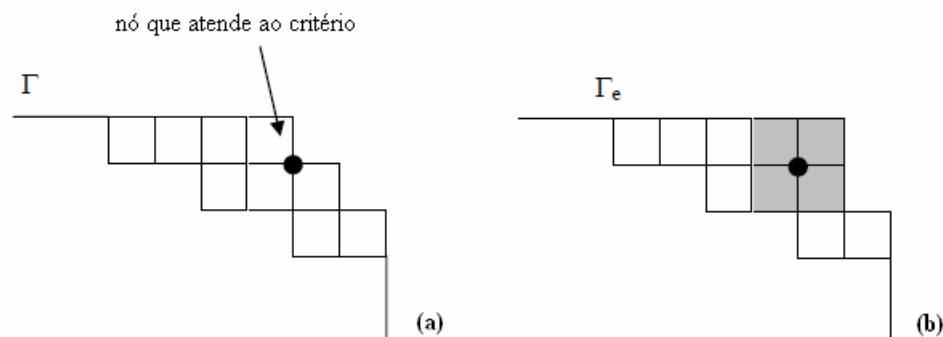 nó que atende ao critério
Γ
Γe
(a)
(b)